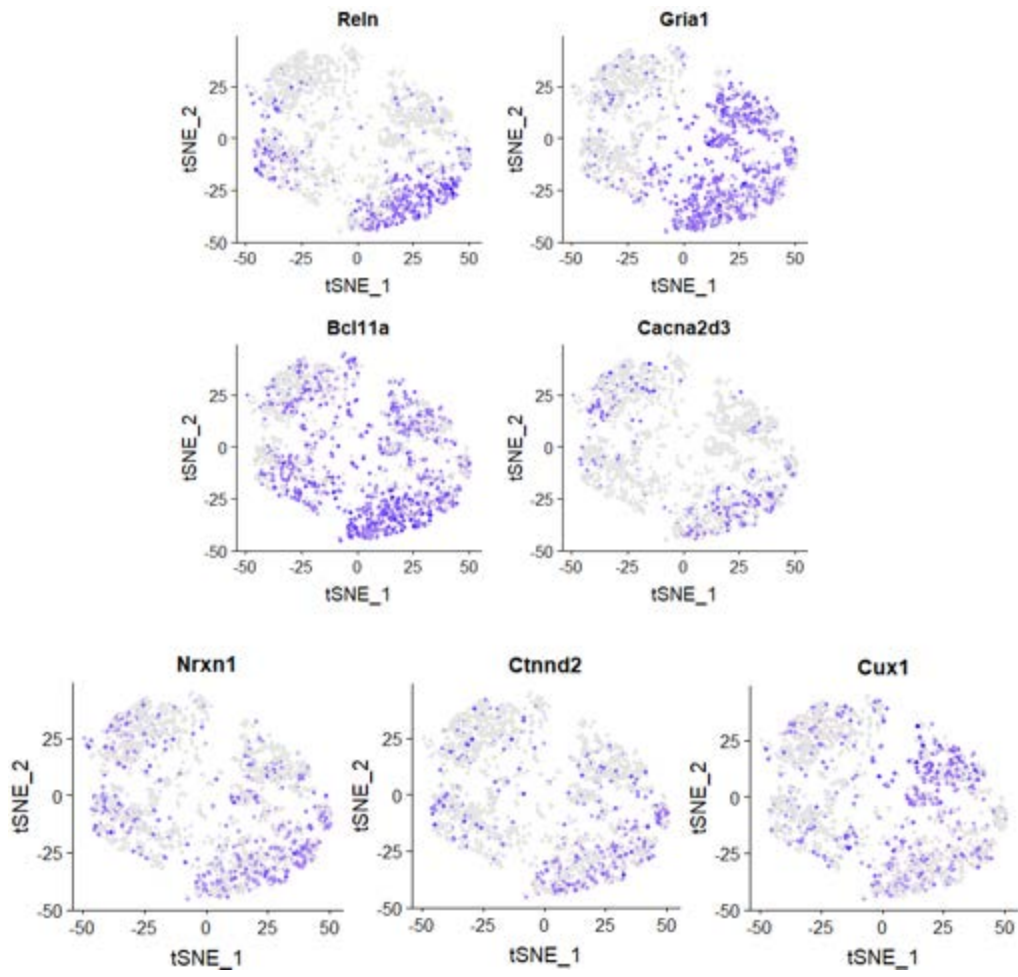 Reln Gria1
25 25
0 0
-25 -25
-50 -50
tSNE_2 tSNE_2
-50 -25 0 25 50 -50 -25 0 25 50
tSNE_1 tSNE_1
Bcl11a Cacna2d3
25 25
0 0
-25 -25
-50 -50
tSNE_2 tSNE_2
-50 -25 0 25 50 -50 -25 0 25 50
tSNE_1 tSNE_1
Nrxn1 Ctnnd2 Cux1
25 25 25
0 0 0
-25 -25 -25
-50 -50 -50
tSNE_2 tSNE_2 tSNE_2
-50 -25 0 25 50 -50 -25 0 25 50 -50 -25 0 25 50
tSNE_1 tSNE_1 tSNE_1